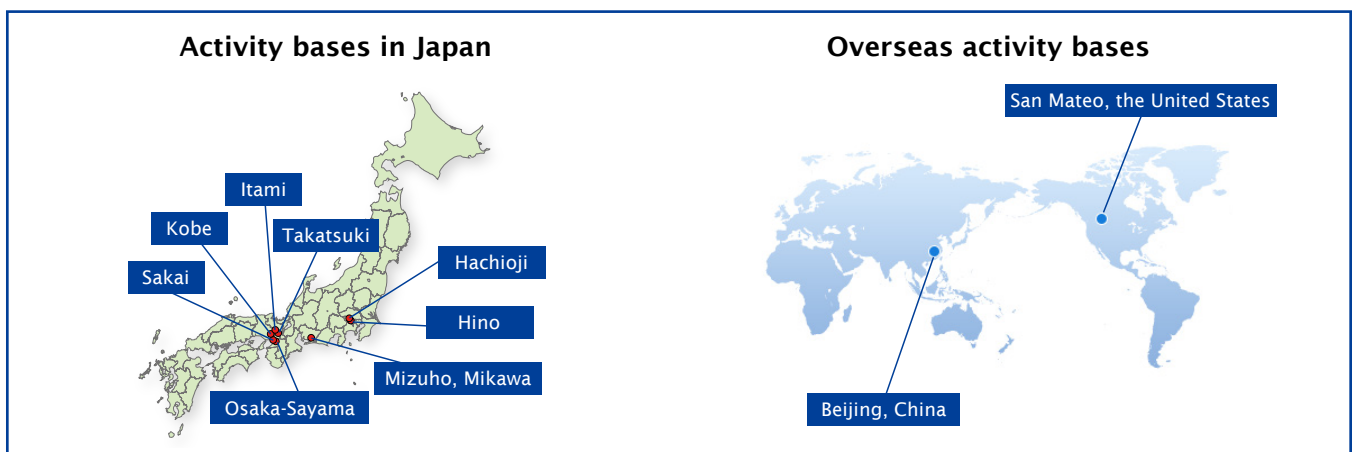 Activity bases in Japan
Itami
Kobe
Takatsuki
Sakai
Hachioji
Hino
Mizuho, Mikawa
Osaka-Sayama
Overseas activity bases
San Mateo, the United States
Beijing, China